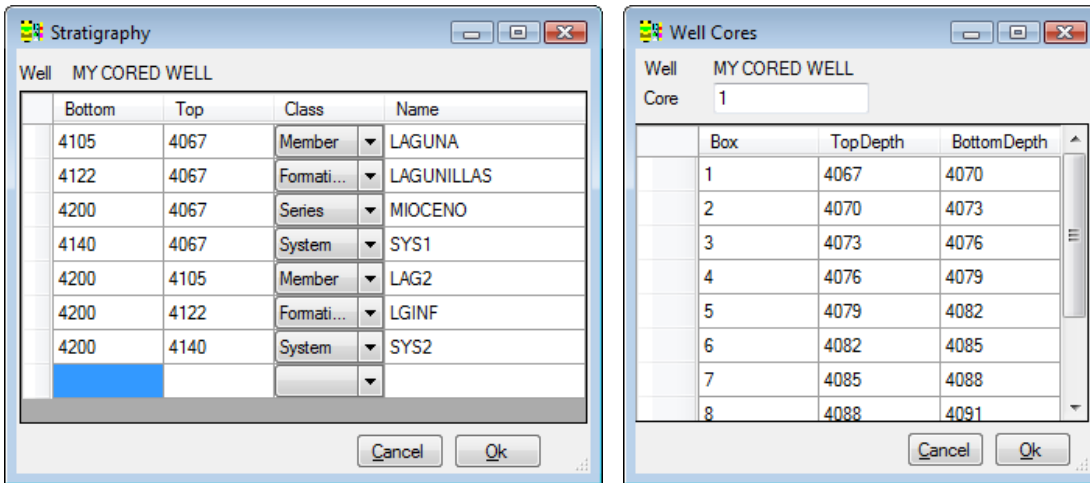 Stratigraphy
Well MY CORED WELL
Bottom Top Class Name
4105 4067 Member LAGUNA
4122 4067 Formati... LAGUNILLAS
4200 4067 Series MIOCENO
4140 4067 System SYS1
4200 4105 Member LAG2
4200 4122 Formati... LGINF
4200 4140 System SYS2
Cancel Ok
Well Cores
Well MY CORED WELL
Core 1
Box TopDepth BottomDepth
1 4067 4070
2 4070 4073
3 4073 4076
4 4076 4079
5 4079 4082
6 4082 4085
7 4085 4088
8 4088 4091
Cancel Ok